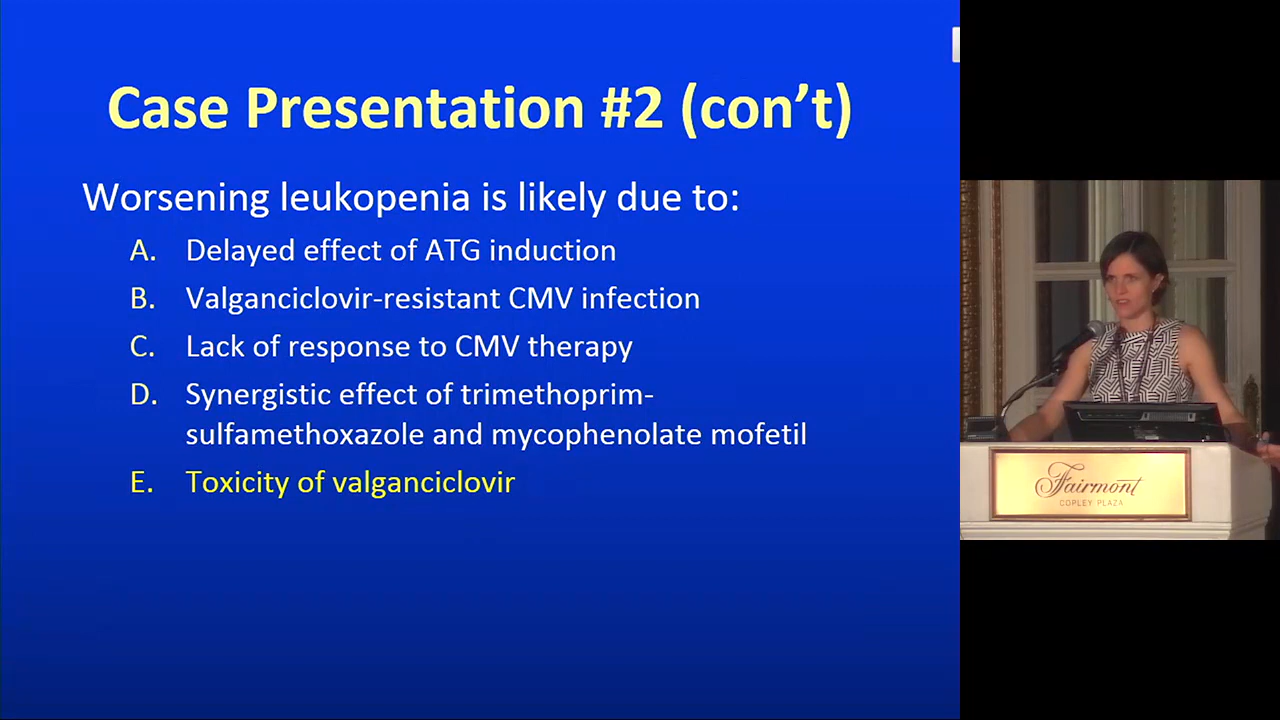 Case Presentation #2 (con't)
Worsening leukopenia is likely due to:
A. Delayed effect of ATG induction
B. Valganciclovir-resistant CMV infection
C. Lack of response to CMV therapy
D. Synergistic effect of trimethoprim-
sulfamethoxazole and mycophenolate mofetil
E. Toxicity of valganciclovir
Fairmont
COPLEY PLAZA